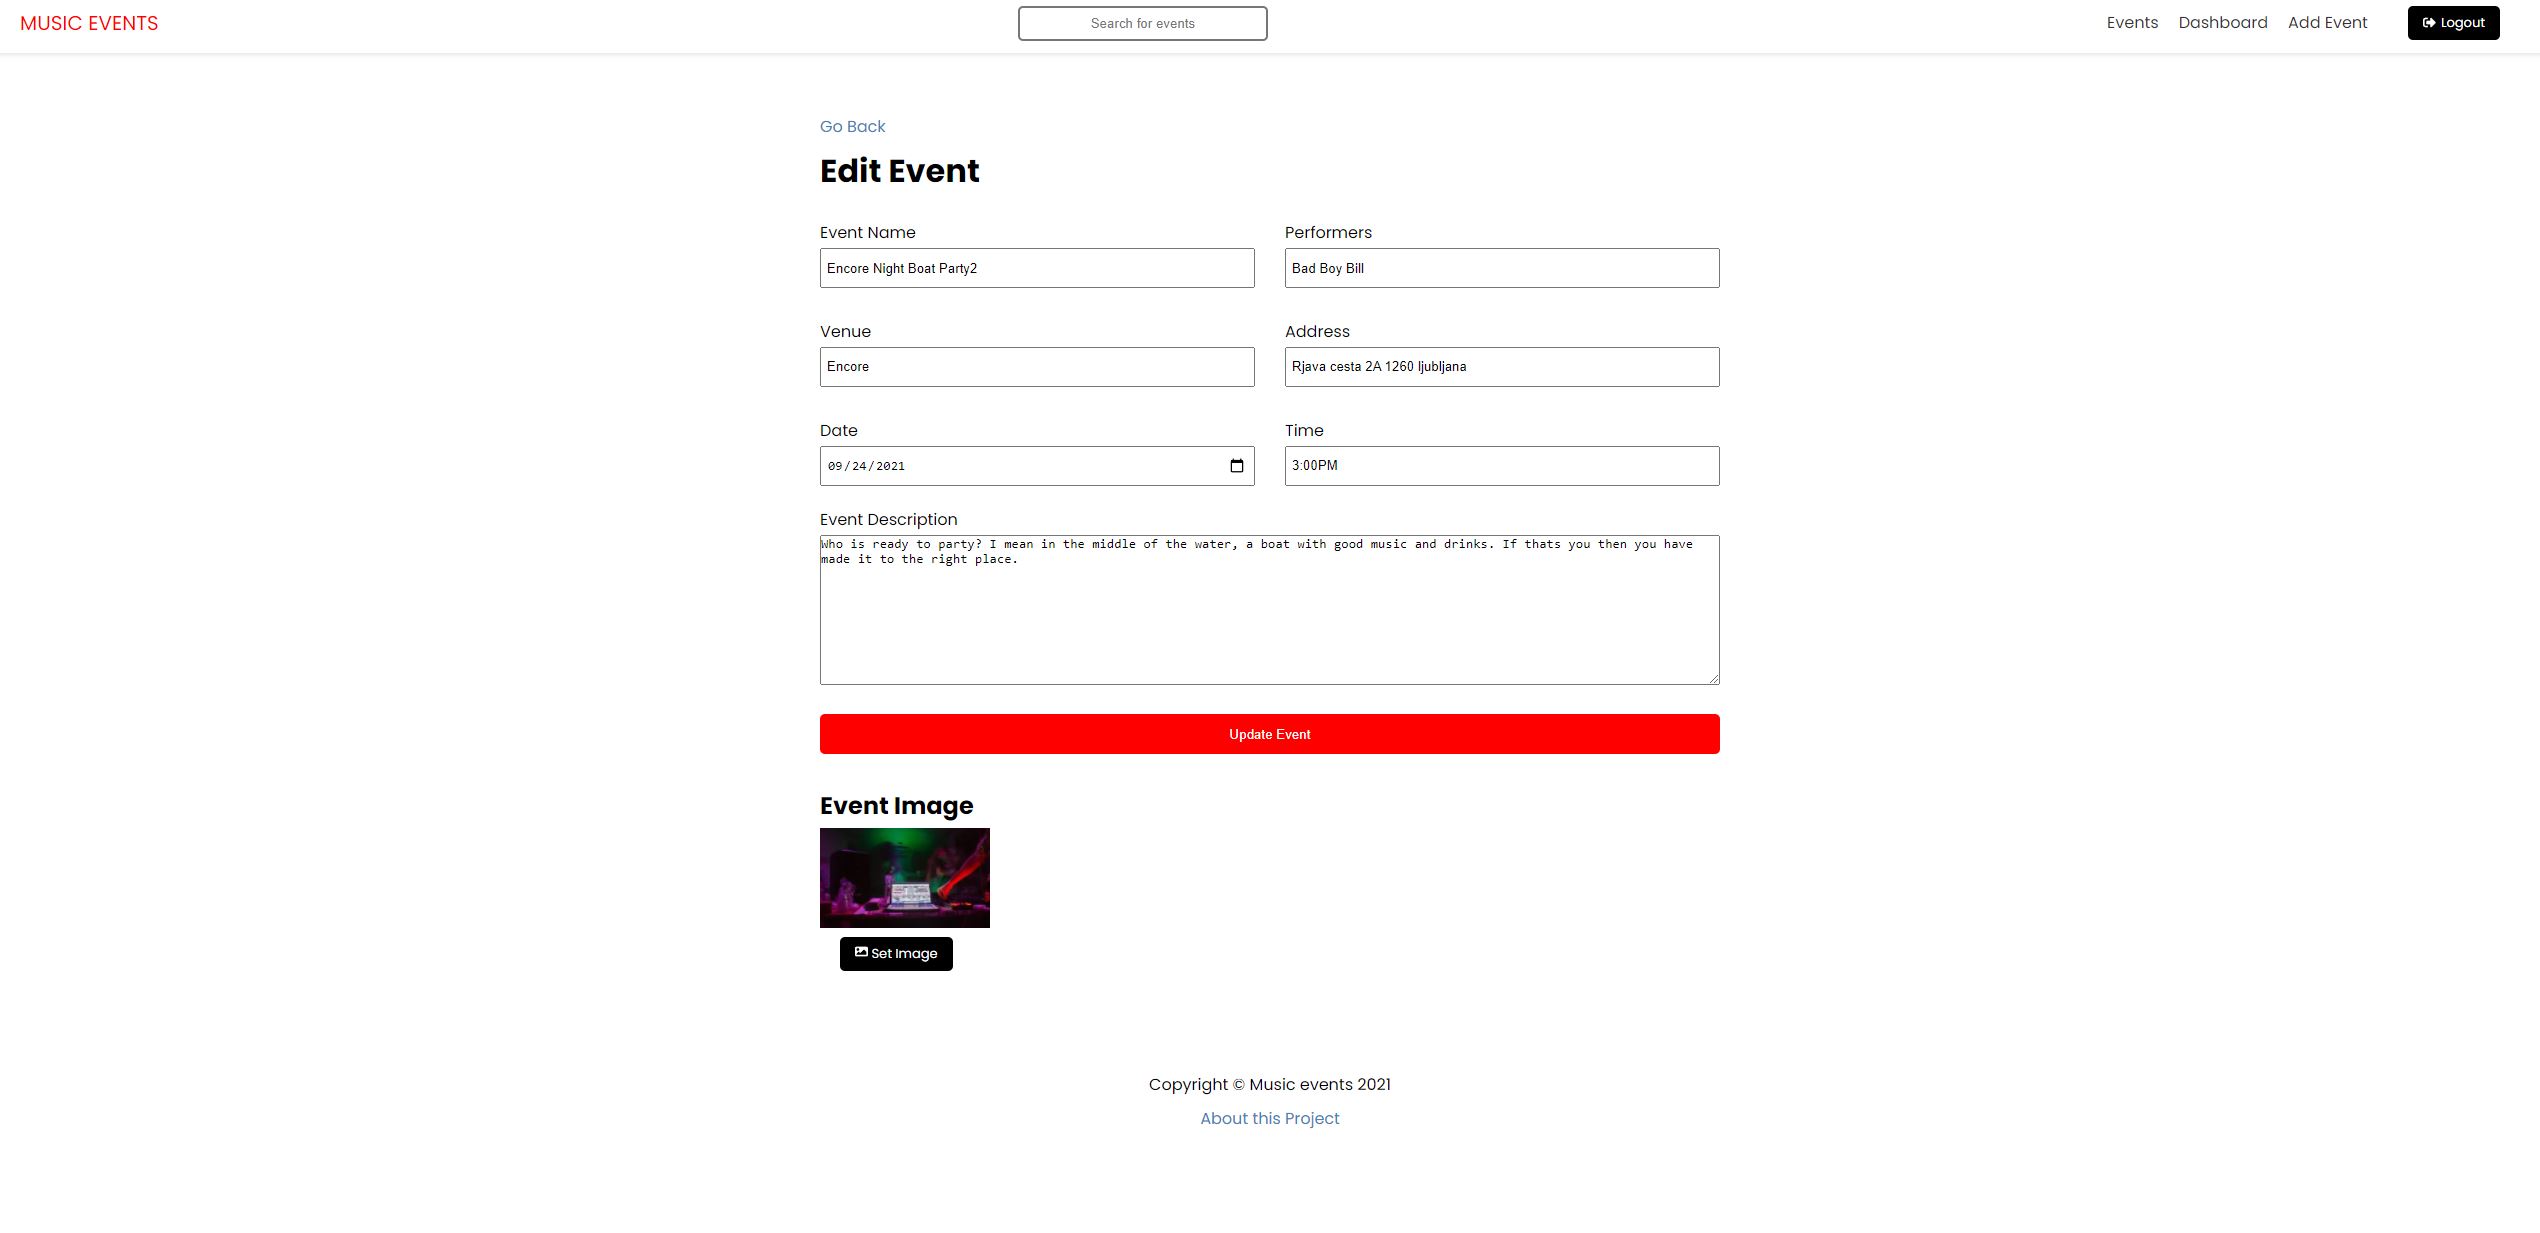 MUSIC EVENTS
Search for events
Events Dashboard Add Event Logout
Go Back
Edit Event
Event Name Performers
Encore Night Boat Party2 Bad Boy Bill
Venue Address
Encore Rjava cesta 2A 1260 ljubljana
Date Time
09/24/2021 3:00PM
Event Description
Who is ready to party? I mean in the middle of the water, a boat with good music and drinks. If thats you then you have
made it to the right place.
Update Event
Event Image
Set Image
Copyright © Music events 2021
About this Project